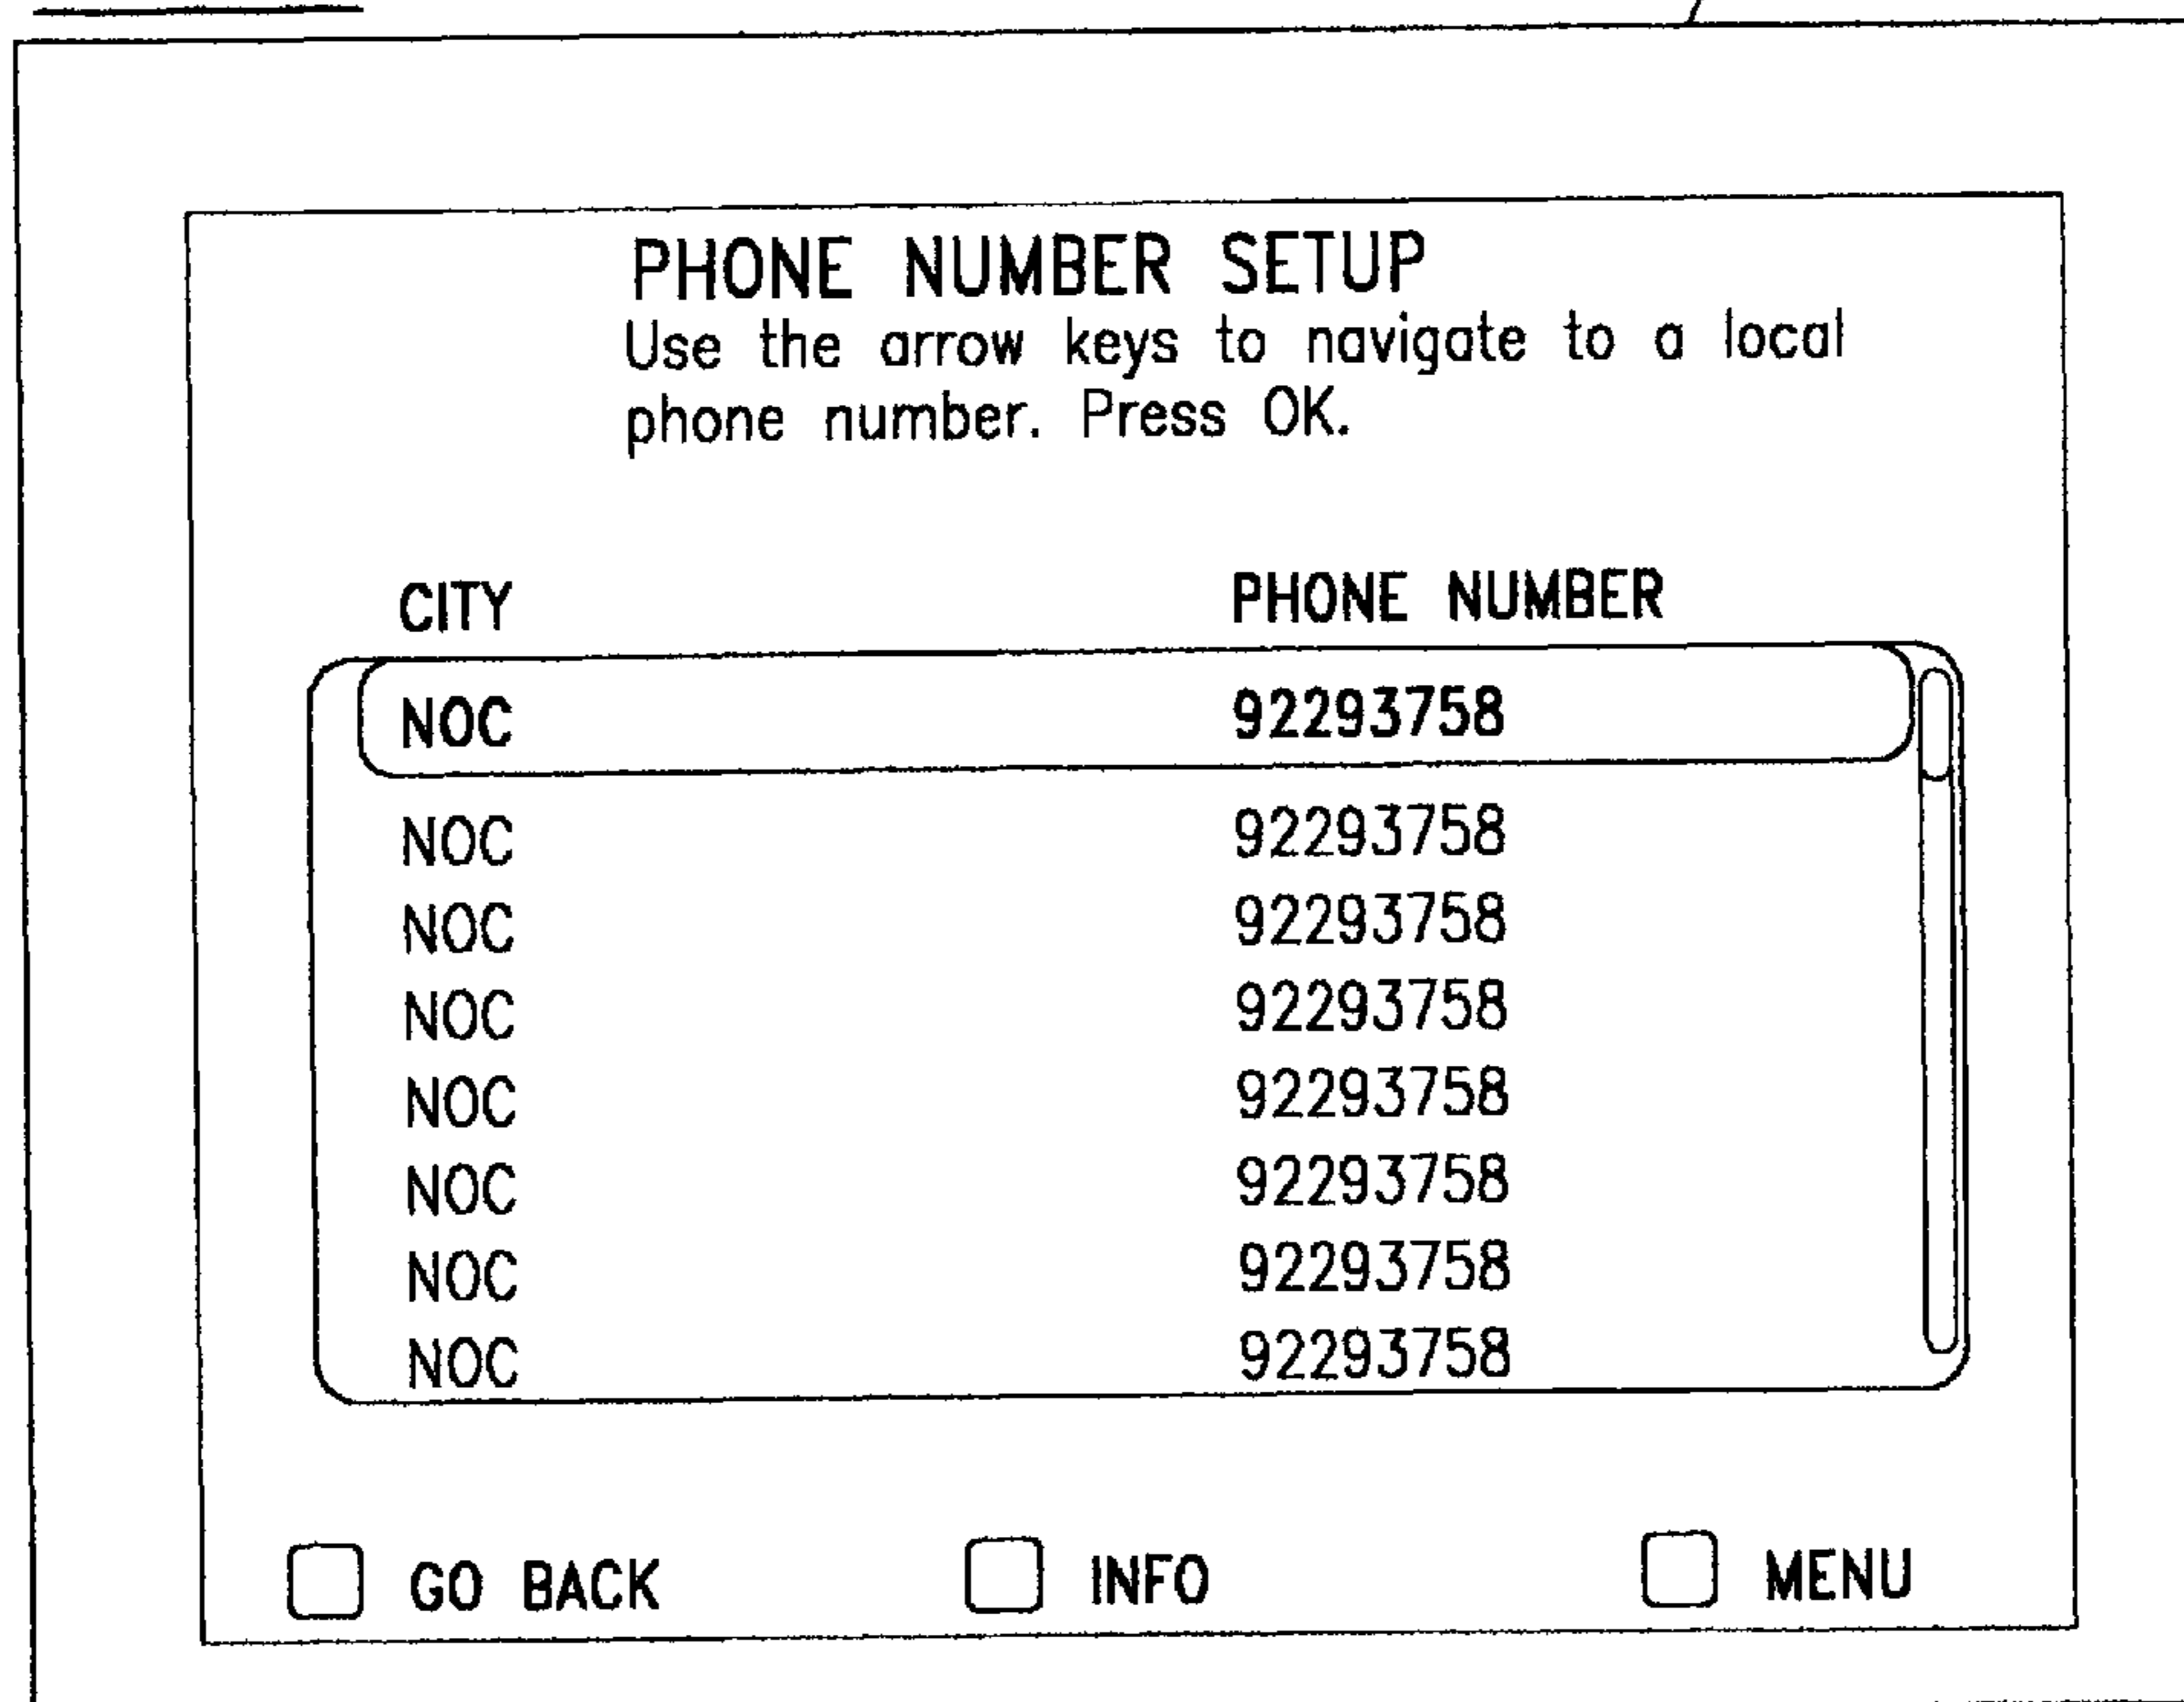 PHONE NUMBER SETUP
Use the arrow keys to navigate to a local
phone number. Press OK.
CITY PHONE NUMBER
NOC 92293758
NOC 92293758
NOC 92293758
NOC 92293758
NOC 92293758
NOC 92293758
NOC 92293758
NOC 92293758
GO BACK INFO MENU